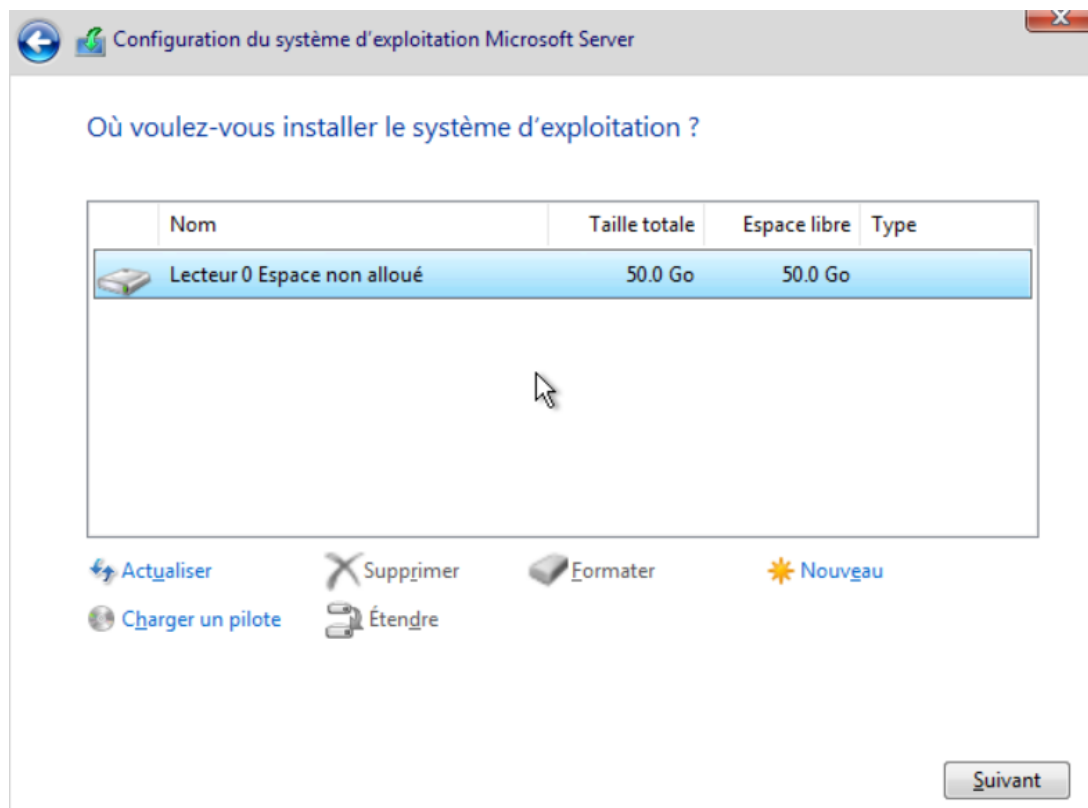 Configuration du système d'exploitation Microsoft Server
Où voulez-vous installer le système d'exploitation ?
Nom Taille totale Espace libre Type
Lecteur 0 Espace non alloué 50.0 Go 50.0 Go
Actualiser Supprimer Formater Nouveau
Charger un pilote Étendre
Suivant